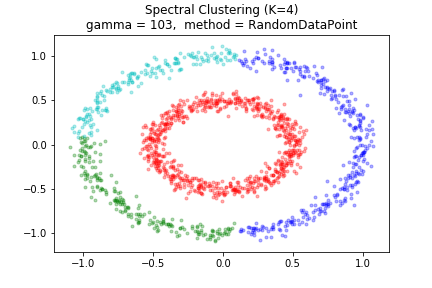 Spectral Clustering (K=4)
gamma = 103, method = RandomDataPoint
1.0
0.5
0.0
−0.5
−1.0
−1.0 −0.5 0.0 0.5 1.0